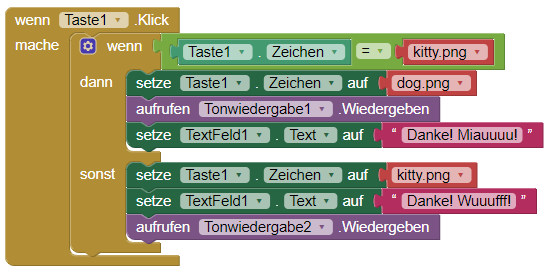 wenn Taste1 .Klick
mache wenn Taste1 . Zeichen = kitty.png
dann setze Taste1 . Zeichen auf dog.png
aufrufen Tonwiedergabe1 .Wiedergeben
setze TextFeld1 . Text auf “ Danke! Miauuuu! ”
sonst setze Taste1 . Zeichen auf kitty.png
setze TextFeld1 . Text auf “ Danke! Wuuufff! ”
aufrufen Tonwiedergabe2 .Wiedergeben